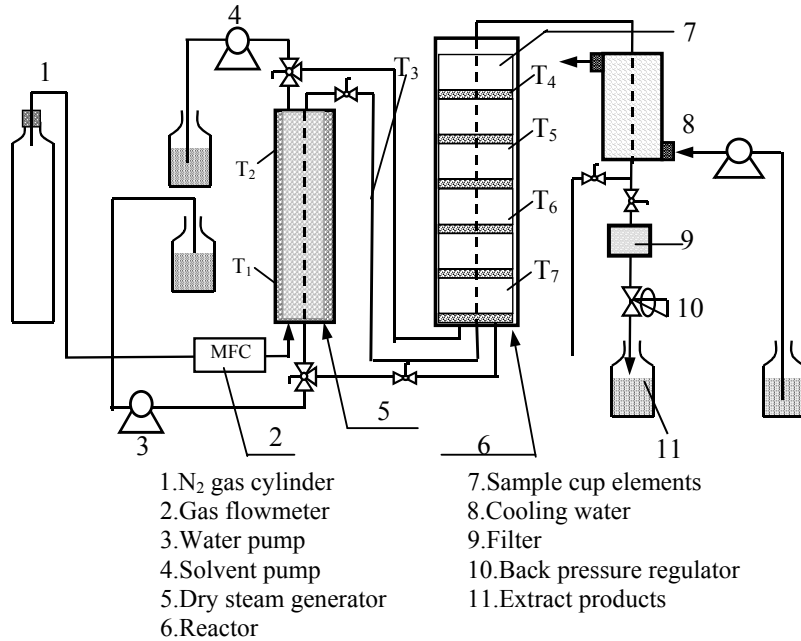 1
4
T3
7
T4
T5
8
T2
T6
9
T1
T7
10
MFC
3
2
5
6
11
1.N2 gas cylinder
2.Gas flowmeter
3.Water pump
4.Solvent pump
5.Dry steam generator
6.Reactor
7.Sample cup elements
8.Cooling water
9.Filter
10.Back pressure regulator
11.Extract products